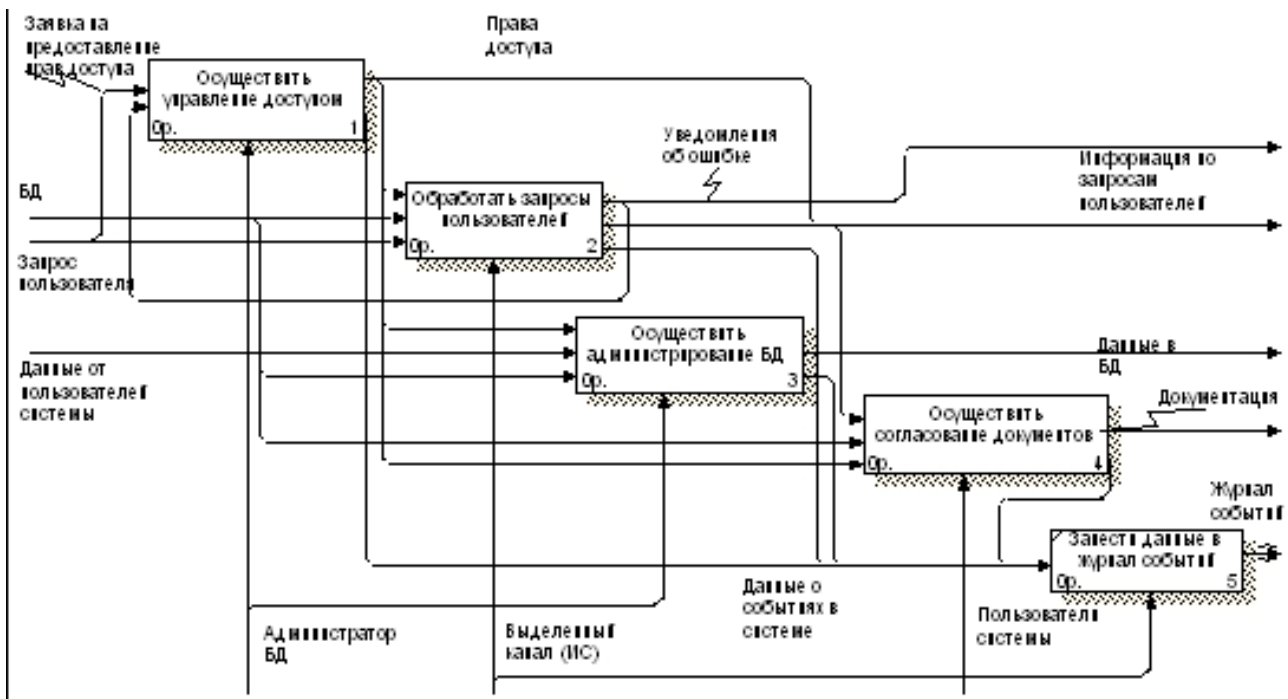 Заявка на
предоставление
прав доступа
Права
доступа
Осуществить
управление доступом
0р.
1
Уведомления
об ошибке
Информация по
запросам
пользователей
БД
Обработать запросы
пользователей
0р.
2
Запрос
пользователя
Осуществить
администрирование БД
0р.
3
Данные в
БД
Данные от
пользователей
системы
Документация
Осуществить
согласование документов
0р.
4
Журнал
событий
Занести данные в
журнал событий
0р.
5
Данные о
событиях в
системе
Пользователи
системы
Администратор
БД
Выделенный
канал (ИС)